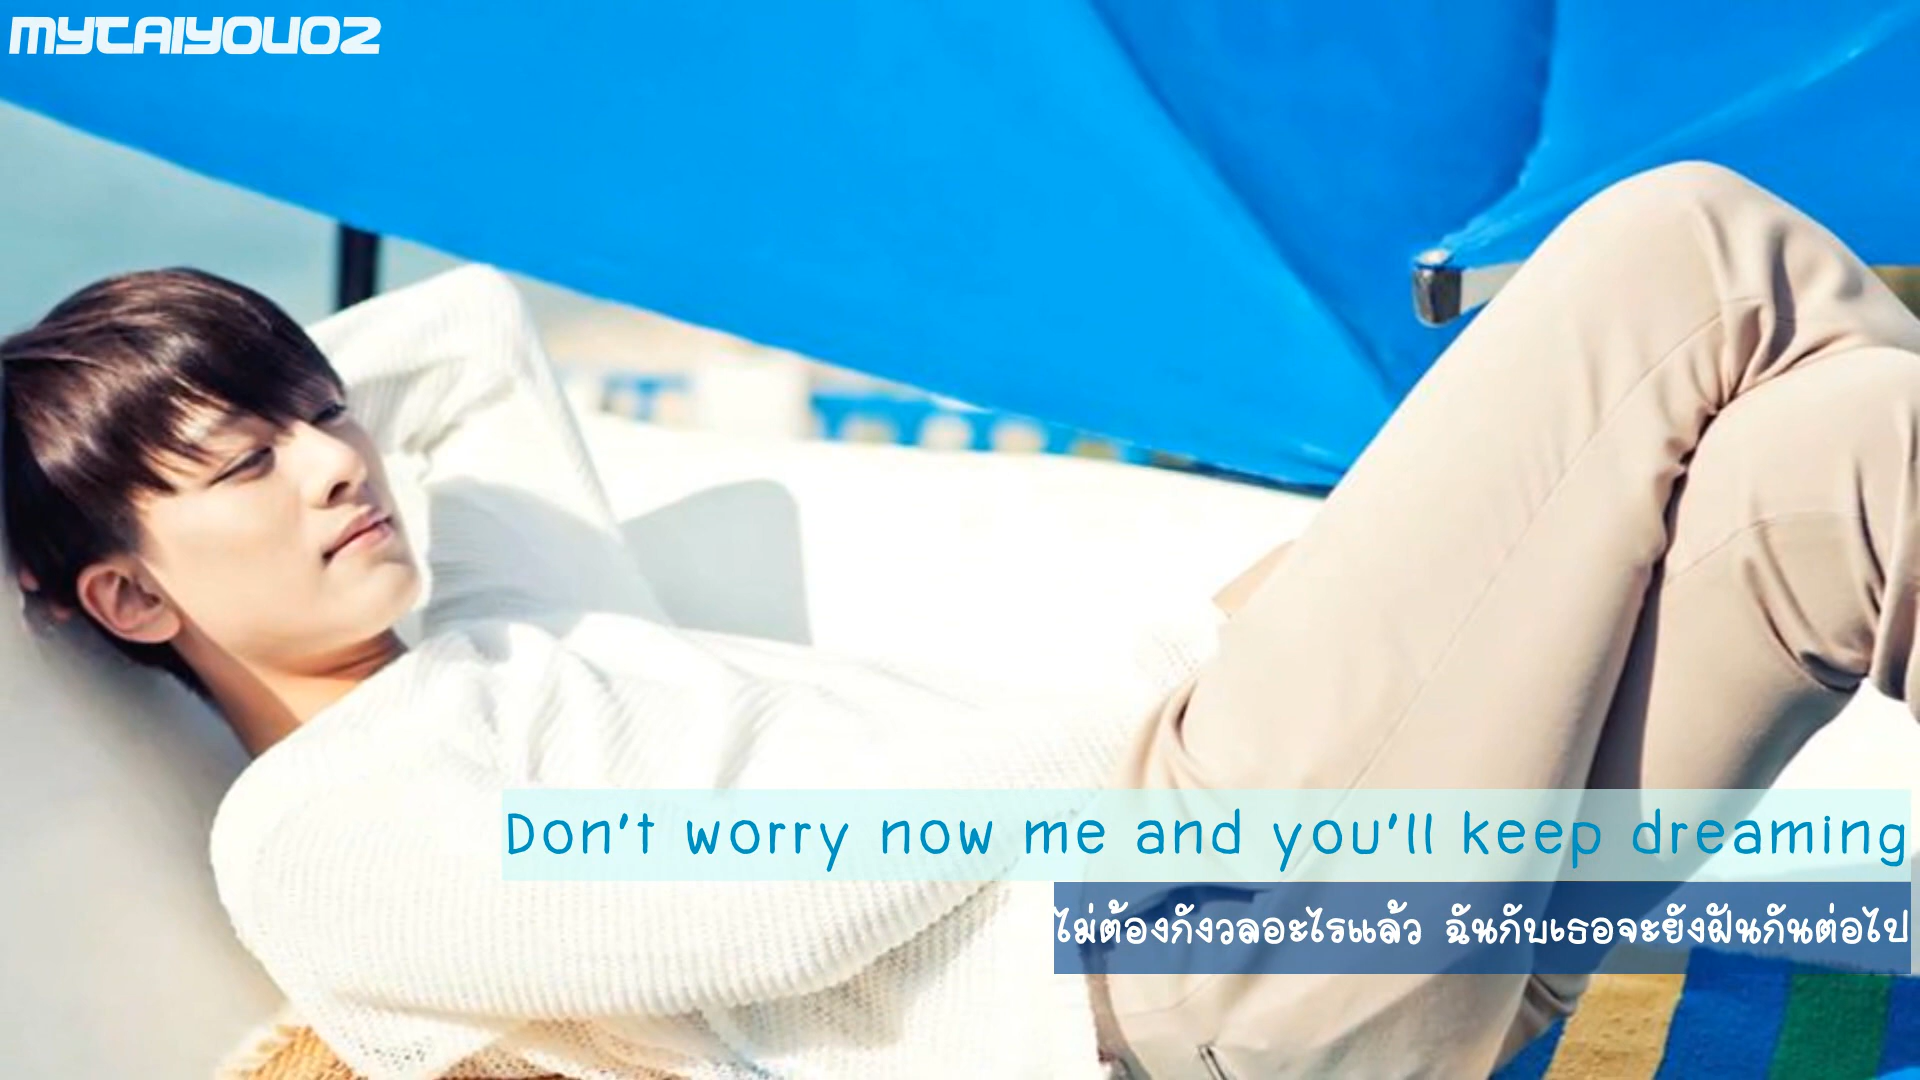 MYTAIYOU02
Don't worry now me and you'll keep dreaming
ไม่ต้องกังวลอะไรแล้ว ฉันกับเธอจะยังฝันกันต่อไป